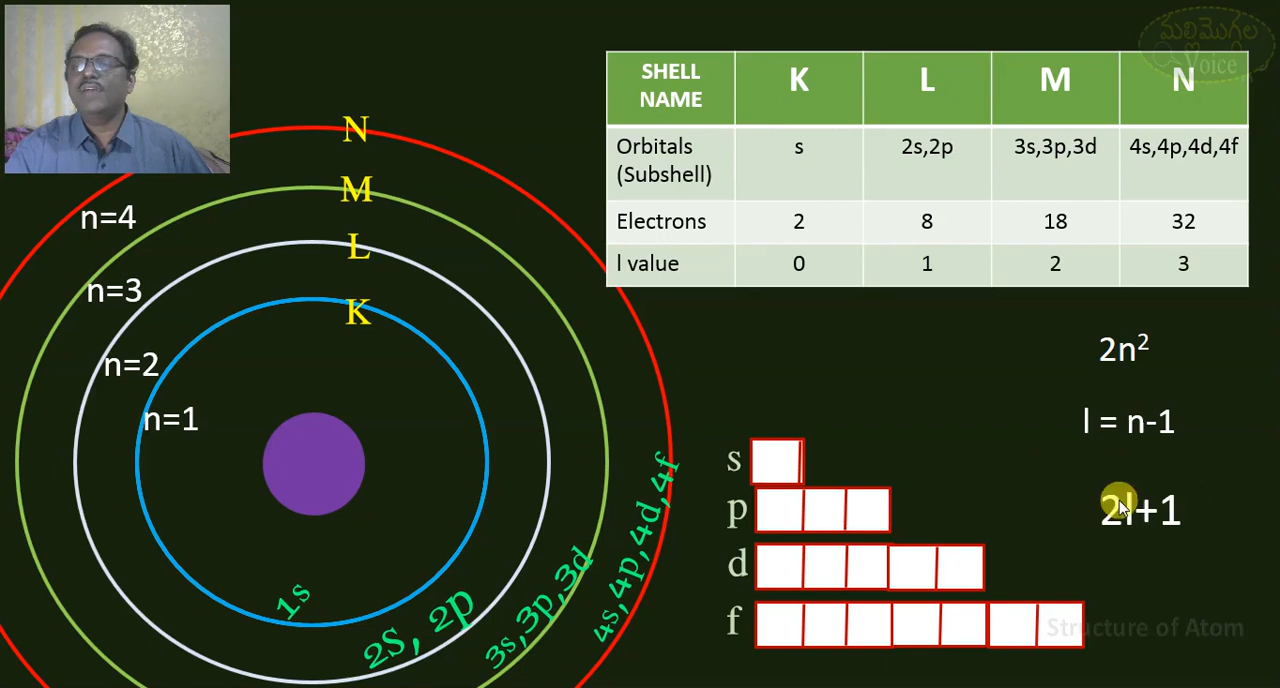 మల్లిమొగ్గల
Voice
SHELL NAME
K
L
M
N
Orbitals (Subshell)
s
2s,2p
3s,3p,3d
4s,4p,4d,4f
Electrons
2
8
18
32
l value
0
1
2
3
N
M
L
K
n=4
n=3
n=2
n=1
1s
2s, 2p
3s,3p,3d
4s,4p,4d,4f
2n²
l = n-1
2l+1
s
p
d
f
Structure of Atom